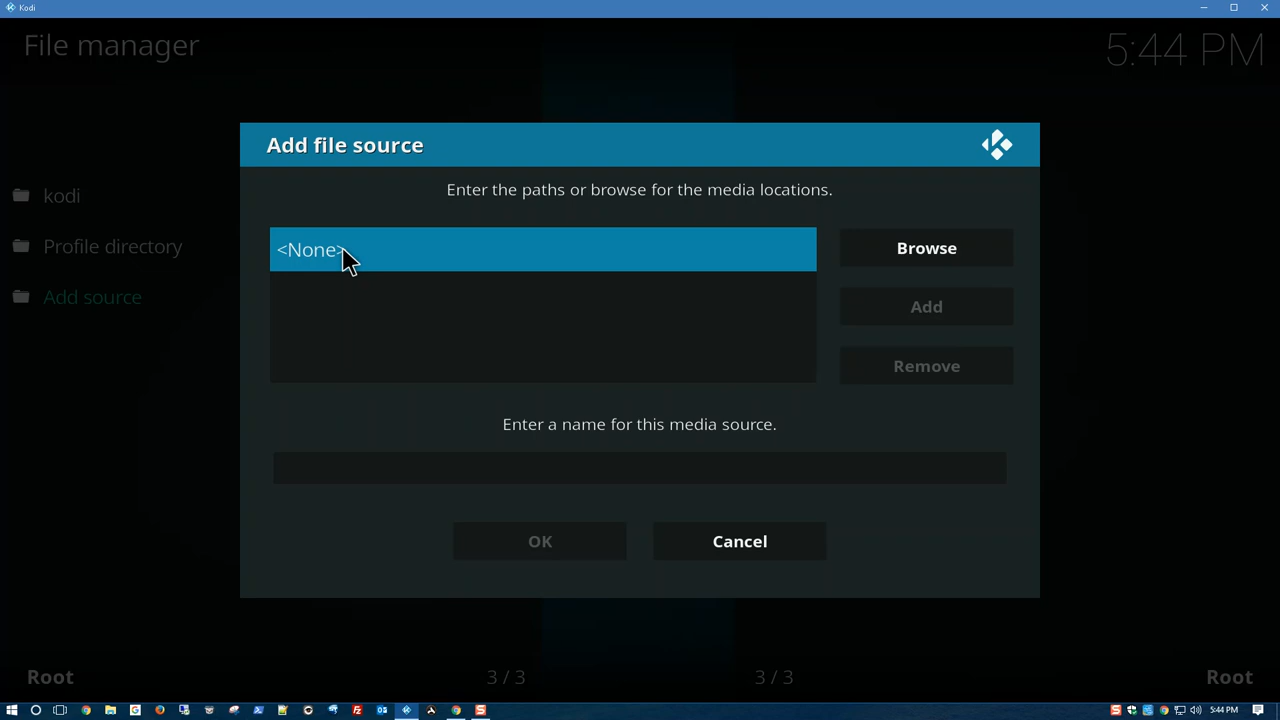 Kodi
File manager
5:44 PM
Add file source
Enter the paths or browse for the media locations.
kodi
<None>
Browse
Profile directory
Add source
Add
Remove
Enter a name for this media source.
OK
Cancel
Root
3 / 3
3 / 3
Root
5:44 PM